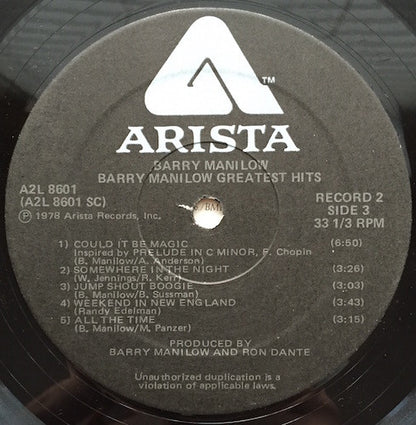 TM
ARISTA
BARRY MANILOW
BARRY MANILOW GREATEST HITS
A2L 8601
(A2L 8601 SC)
Ⓟ 1978 Arista Records, Inc.
RECORD 2
SIDE 3
33 1/3 RPM
1) COULD IT BE MAGIC (6:50)
Inspired by PRELUDE IN C MINOR, F. Chopin
(B. Manilow/A. Anderson)
2) SOMEWHERE IN THE NIGHT (3:26)
(W. Jennings/R. Kerr)
3) JUMP SHOUT BOOGIE (3:03)
(B. Manilow/B. Sussman)
4) WEEKEND IN NEW ENGLAND (3:43)
(Randy Edelman)
5) ALL THE TIME (3:15)
(B. Manilow/M. Panzer)
PRODUCED BY
BARRY MANILOW AND RON DANTE
Unauthorized duplication is a
violation of applicable laws.